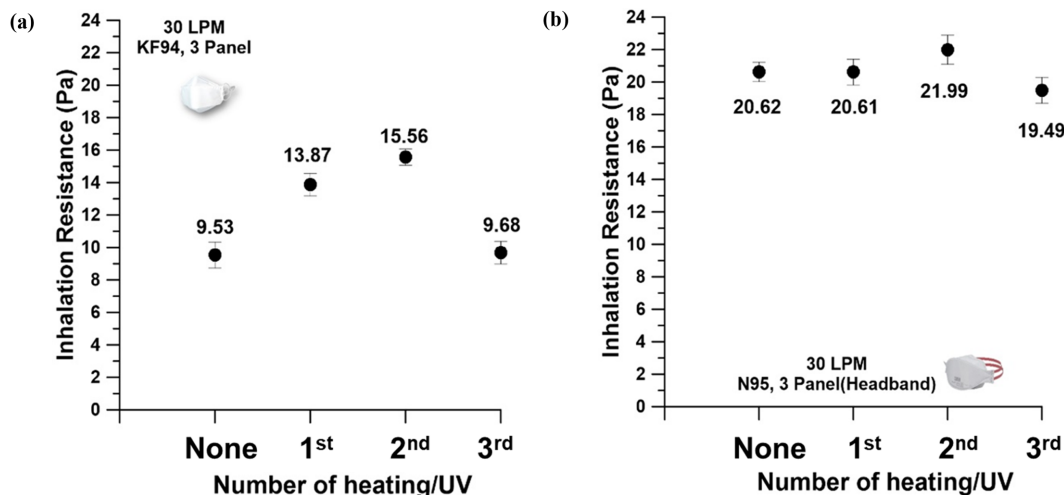 (a)
24
22
20
18
16
14
12
10
8
6
4
2
0
Inhalation Resistance (Pa)
30 LPM
KF94, 3 Panel
9.53
13.87
15.56
9.68
None 1st 2nd 3rd
Number of heating/UV
(b)
24
22
20
18
16
14
12
10
8
6
4
2
0
Inhalation Resistance (Pa)
20.62
20.61
21.99
19.49
30 LPM
N95, 3 Panel(Headband)
None 1st 2nd 3rd
Number of heating/UV